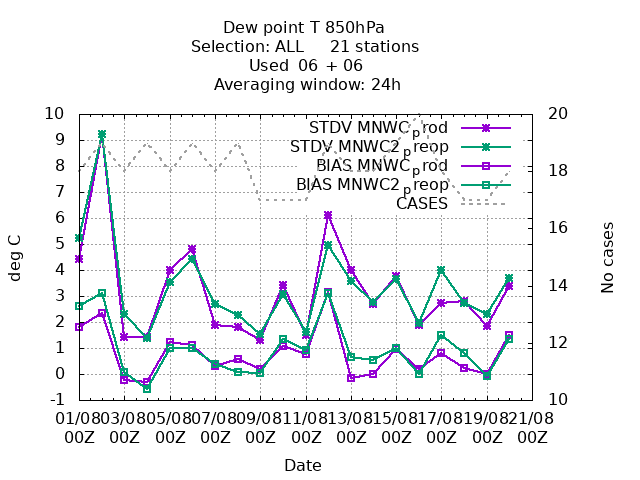 Dew point T 850hPa
Selection: ALL     21 stations
Used  06 + 06
Averaging window: 24h
10
9
8
7
6
5
4
3
2
1
0
-1
deg C
20
18
16
14
12
10
No cases
STDV MNWC_prod
STDV MNWC2_preop
BIAS MNWC_prod
BIAS MNWC2_preop
CASES
01/08 03/08 05/08 07/08 09/08 11/08 13/08 15/08 17/08 19/08 21/08
00Z 00Z 00Z 00Z 00Z 00Z 00Z 00Z 00Z 00Z 00Z
Date